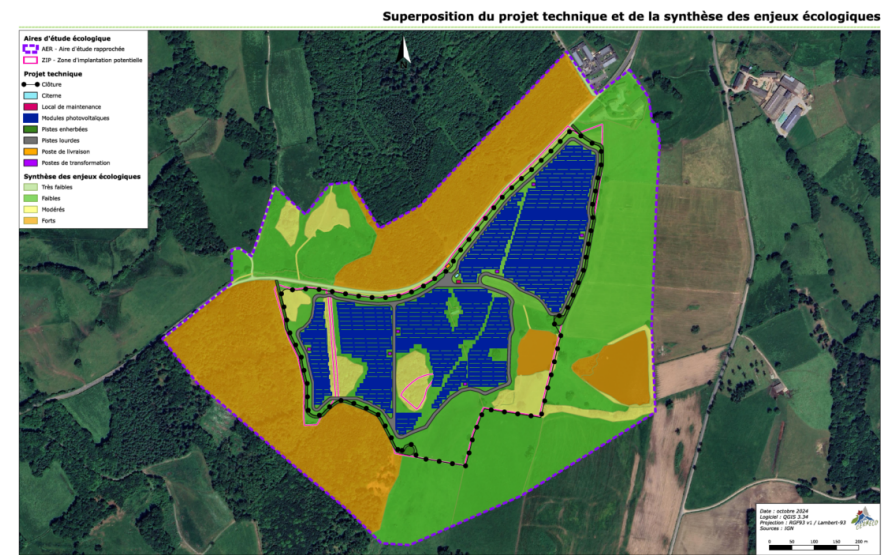 Superposition du projet technique et de la synthèse des enjeux écologiques
Aires d'étude écologique
AER - Aire d'étude rapprochée
ZIP - Zone d'implantation potentielle
Projet technique
Clôture
Citerne
Local de maintenance
Modules photovoltaïques
Pistes enherbées
Pistes lourdes
Poste de livraison
Postes de transformation
Synthèse des enjeux écologiques
Très faibles
Faibles
Modérés
Forts
Date : octobre 2024
Logiciel : QGIS 3.34
Projection : RGF93 v1 / Lambert-93
Sources : IGN
0 50 100 150 200 m